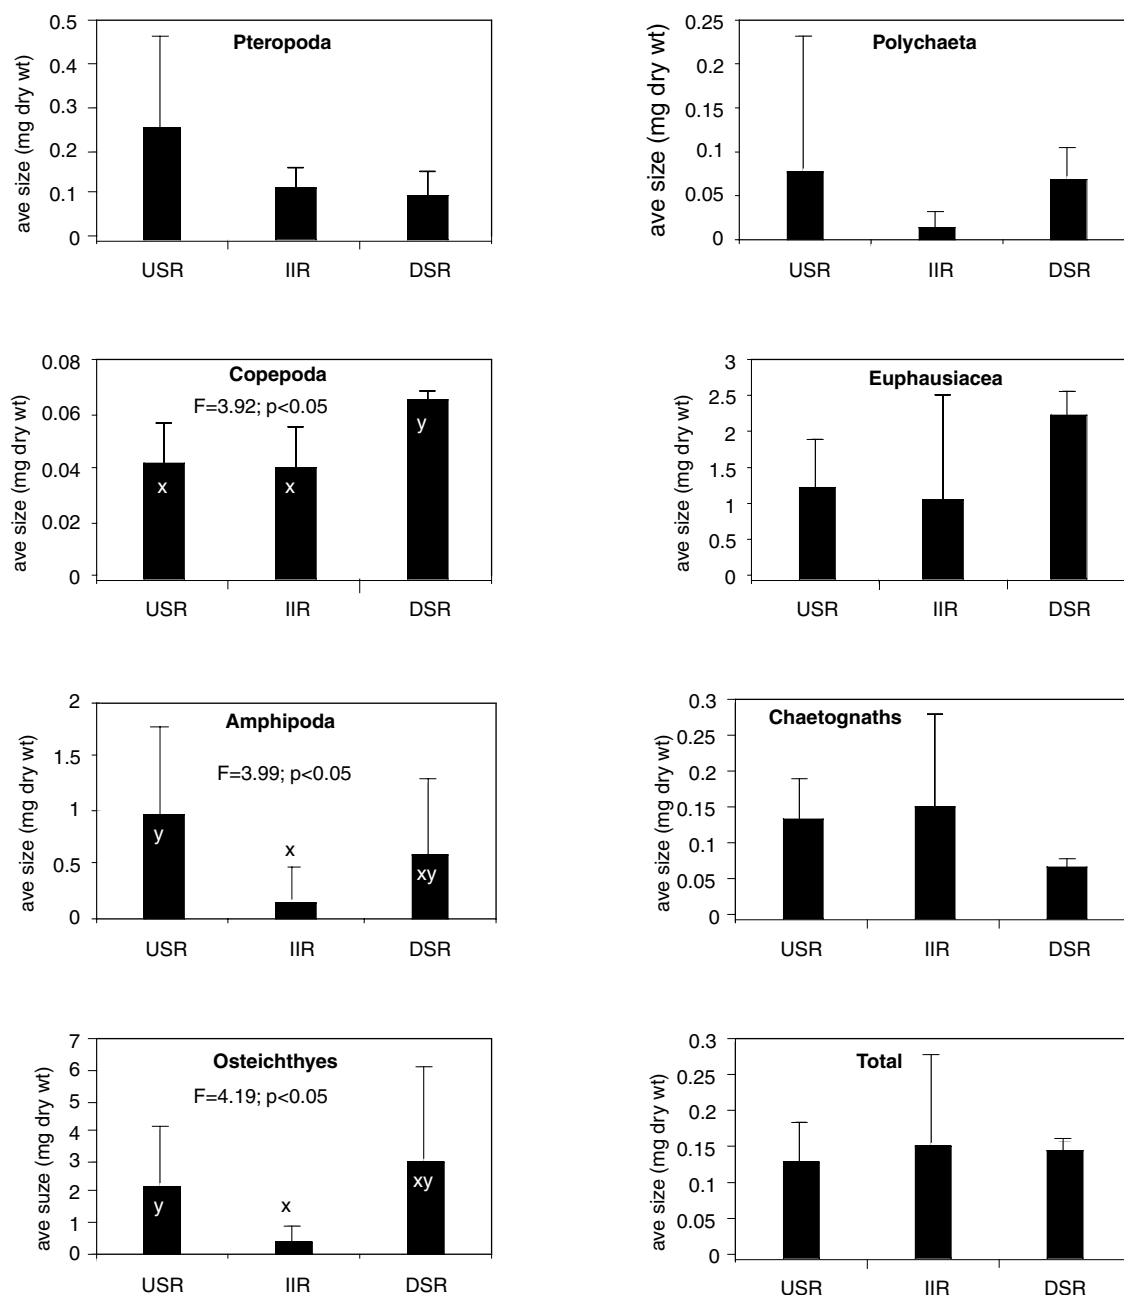 Pteropoda
ave size (mg dry wt)
0.5
0.4
0.3
0.2
0.1
0
USR IIR DSR
Polychaeta
ave size (mg dry wt)
0.25
0.2
0.15
0.1
0.05
0
USR IIR DSR
Copepoda
F=3.92; p<0.05
ave size (mg dry wt)
0.08
0.06
0.04
0.02
0
x x y
USR IIR DSR
Euphausiacea
ave size (mg dry wt)
3
2.5
2
1.5
1
0.5
0
USR IIR DSR
Amphipoda
F=3.99; p<0.05
ave size (mg dry wt)
2
1.5
1
0.5
0
y x xy
USR IIR DSR
Chaetognaths
ave size (mg dry wt)
0.3
0.25
0.2
0.15
0.1
0.05
0
USR IIR DSR
Osteichthyes
F=4.19; p<0.05
ave suze (mg dry wt)
7
6
5
4
3
2
1
0
y x xy
USR IIR DSR
Total
ave size (mg dry wt)
0.3
0.25
0.2
0.15
0.1
0.05
0
USR IIR DSR